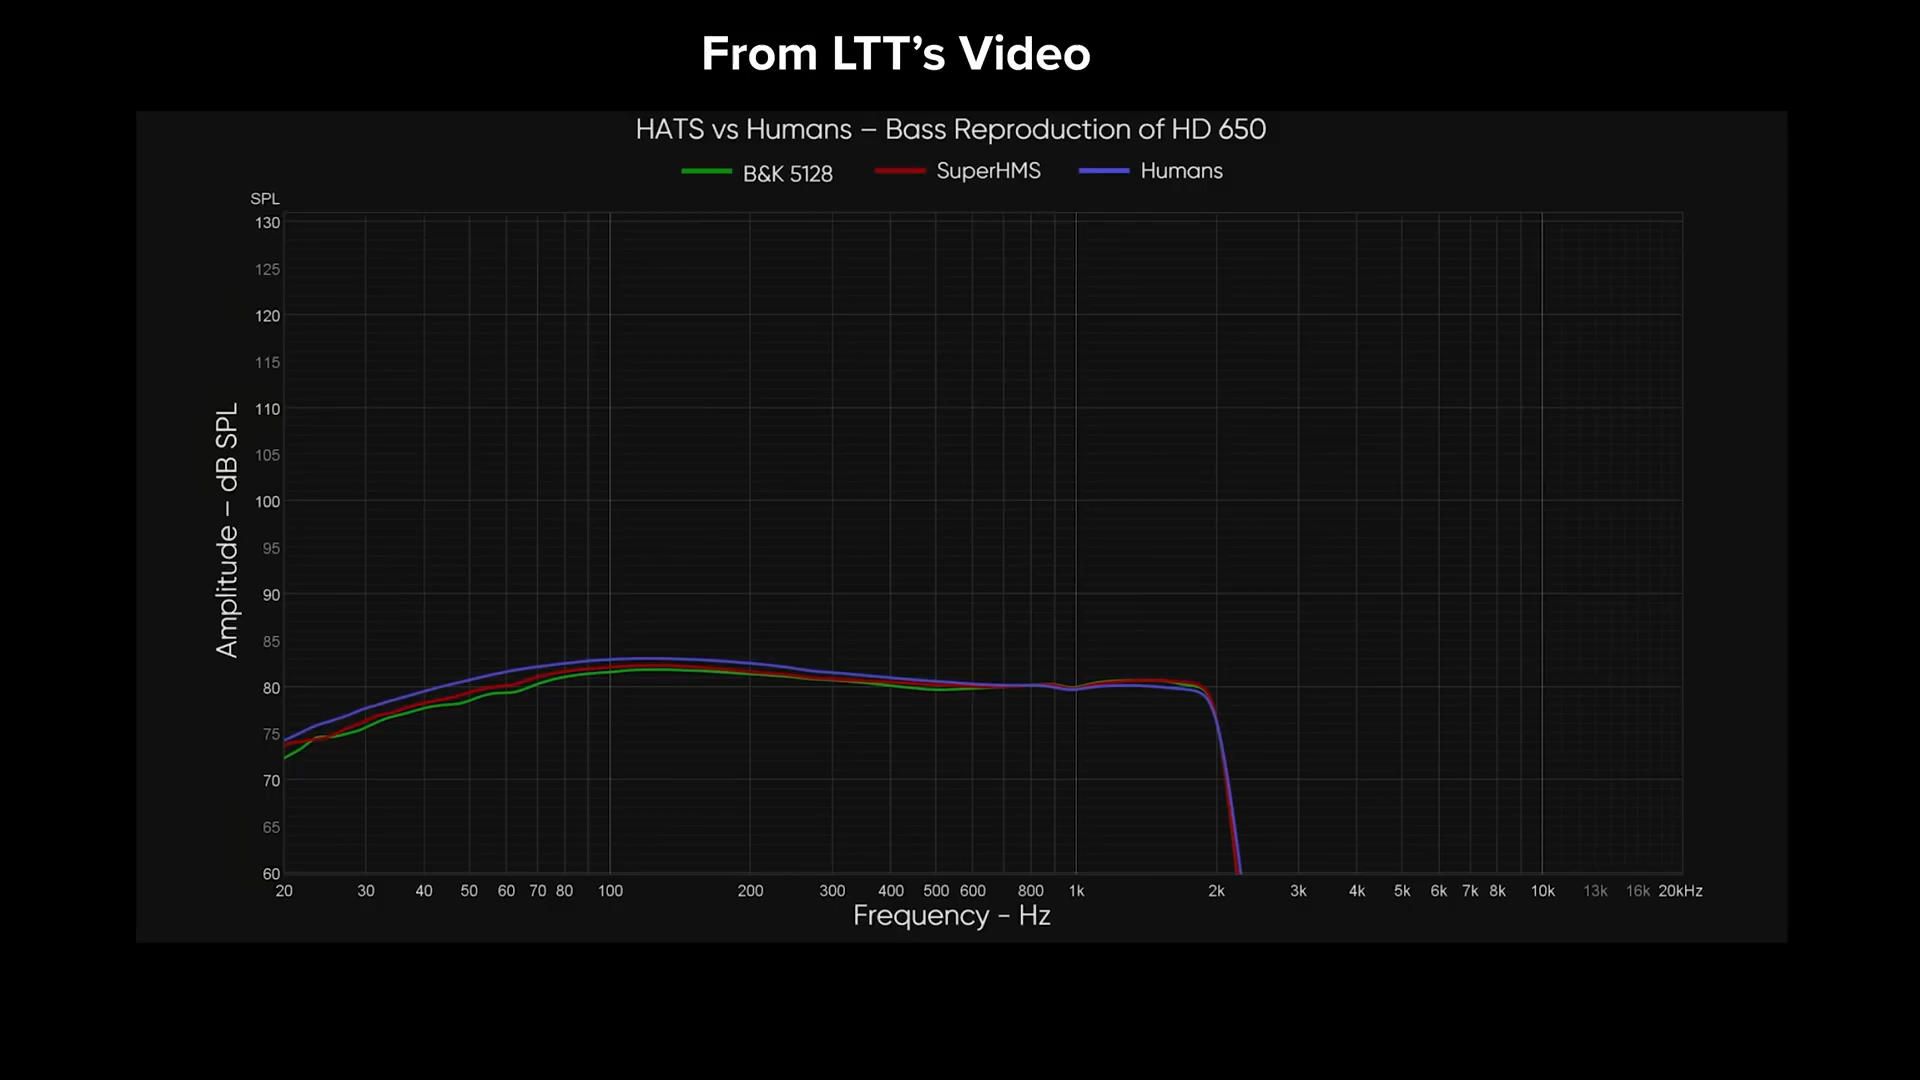 From LTT’s Video
HATS vs Humans – Bass Reproduction of HD 650
B&K 5128 SuperHMS Humans
SPL
130
125
120
115
110
105
100
95
90
85
80
75
70
65
60
Amplitude – dB SPL
20 30 40 50 60 70 80 100 200 300 400 500 600 800 1k 2k 3k 4k 5k 6k 7k 8k 10k 13k 16k 20kHz
Frequency – Hz